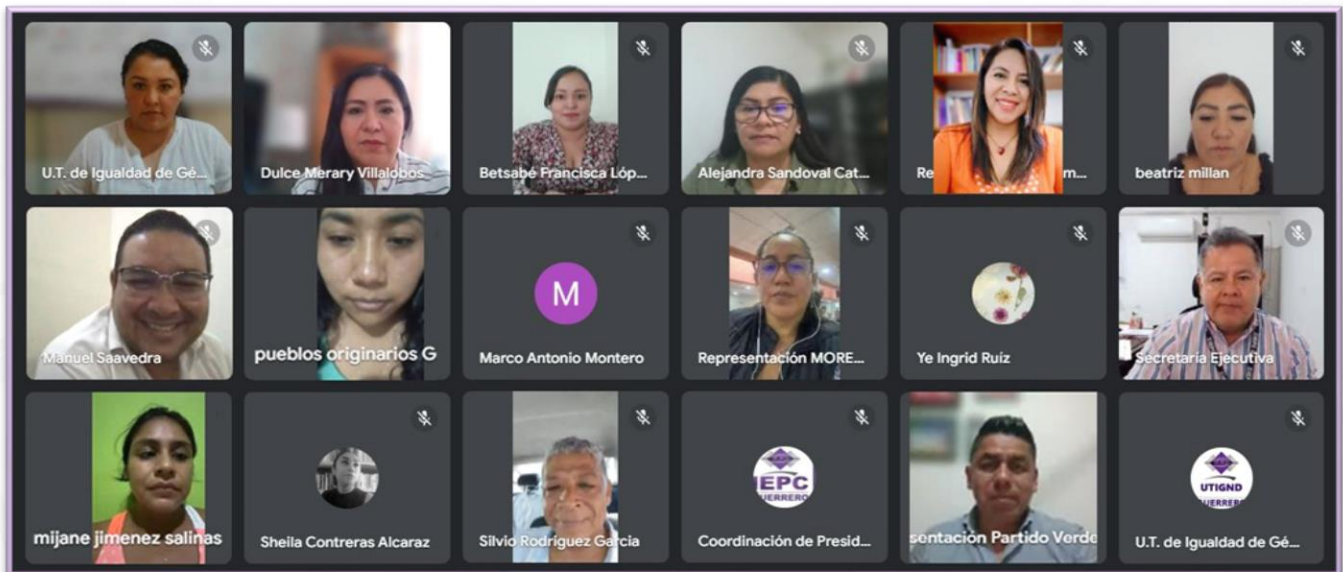 U.T. de Igualdad de Gé...
Dulce Merary Villalobos
Betsabé Francisca Lóp...
Alejandra Sandoval Cat...
Re m...
beatriz millan
Manuel Saavedra
pueblos originarios G
M
Marco Antonio Montero
Representación MORE...
Ye Ingrid Ruíz
Secretaría Ejecutiva
mijane jimenez salinas
Sheila Contreras Alcaraz
Silvio Rodriguez Garcia
IEPC
GUERRERO
Coordinación de Presid...
sentación Partido Verde
UTIGND
GUERRERO
U.T. de Igualdad de Gé...